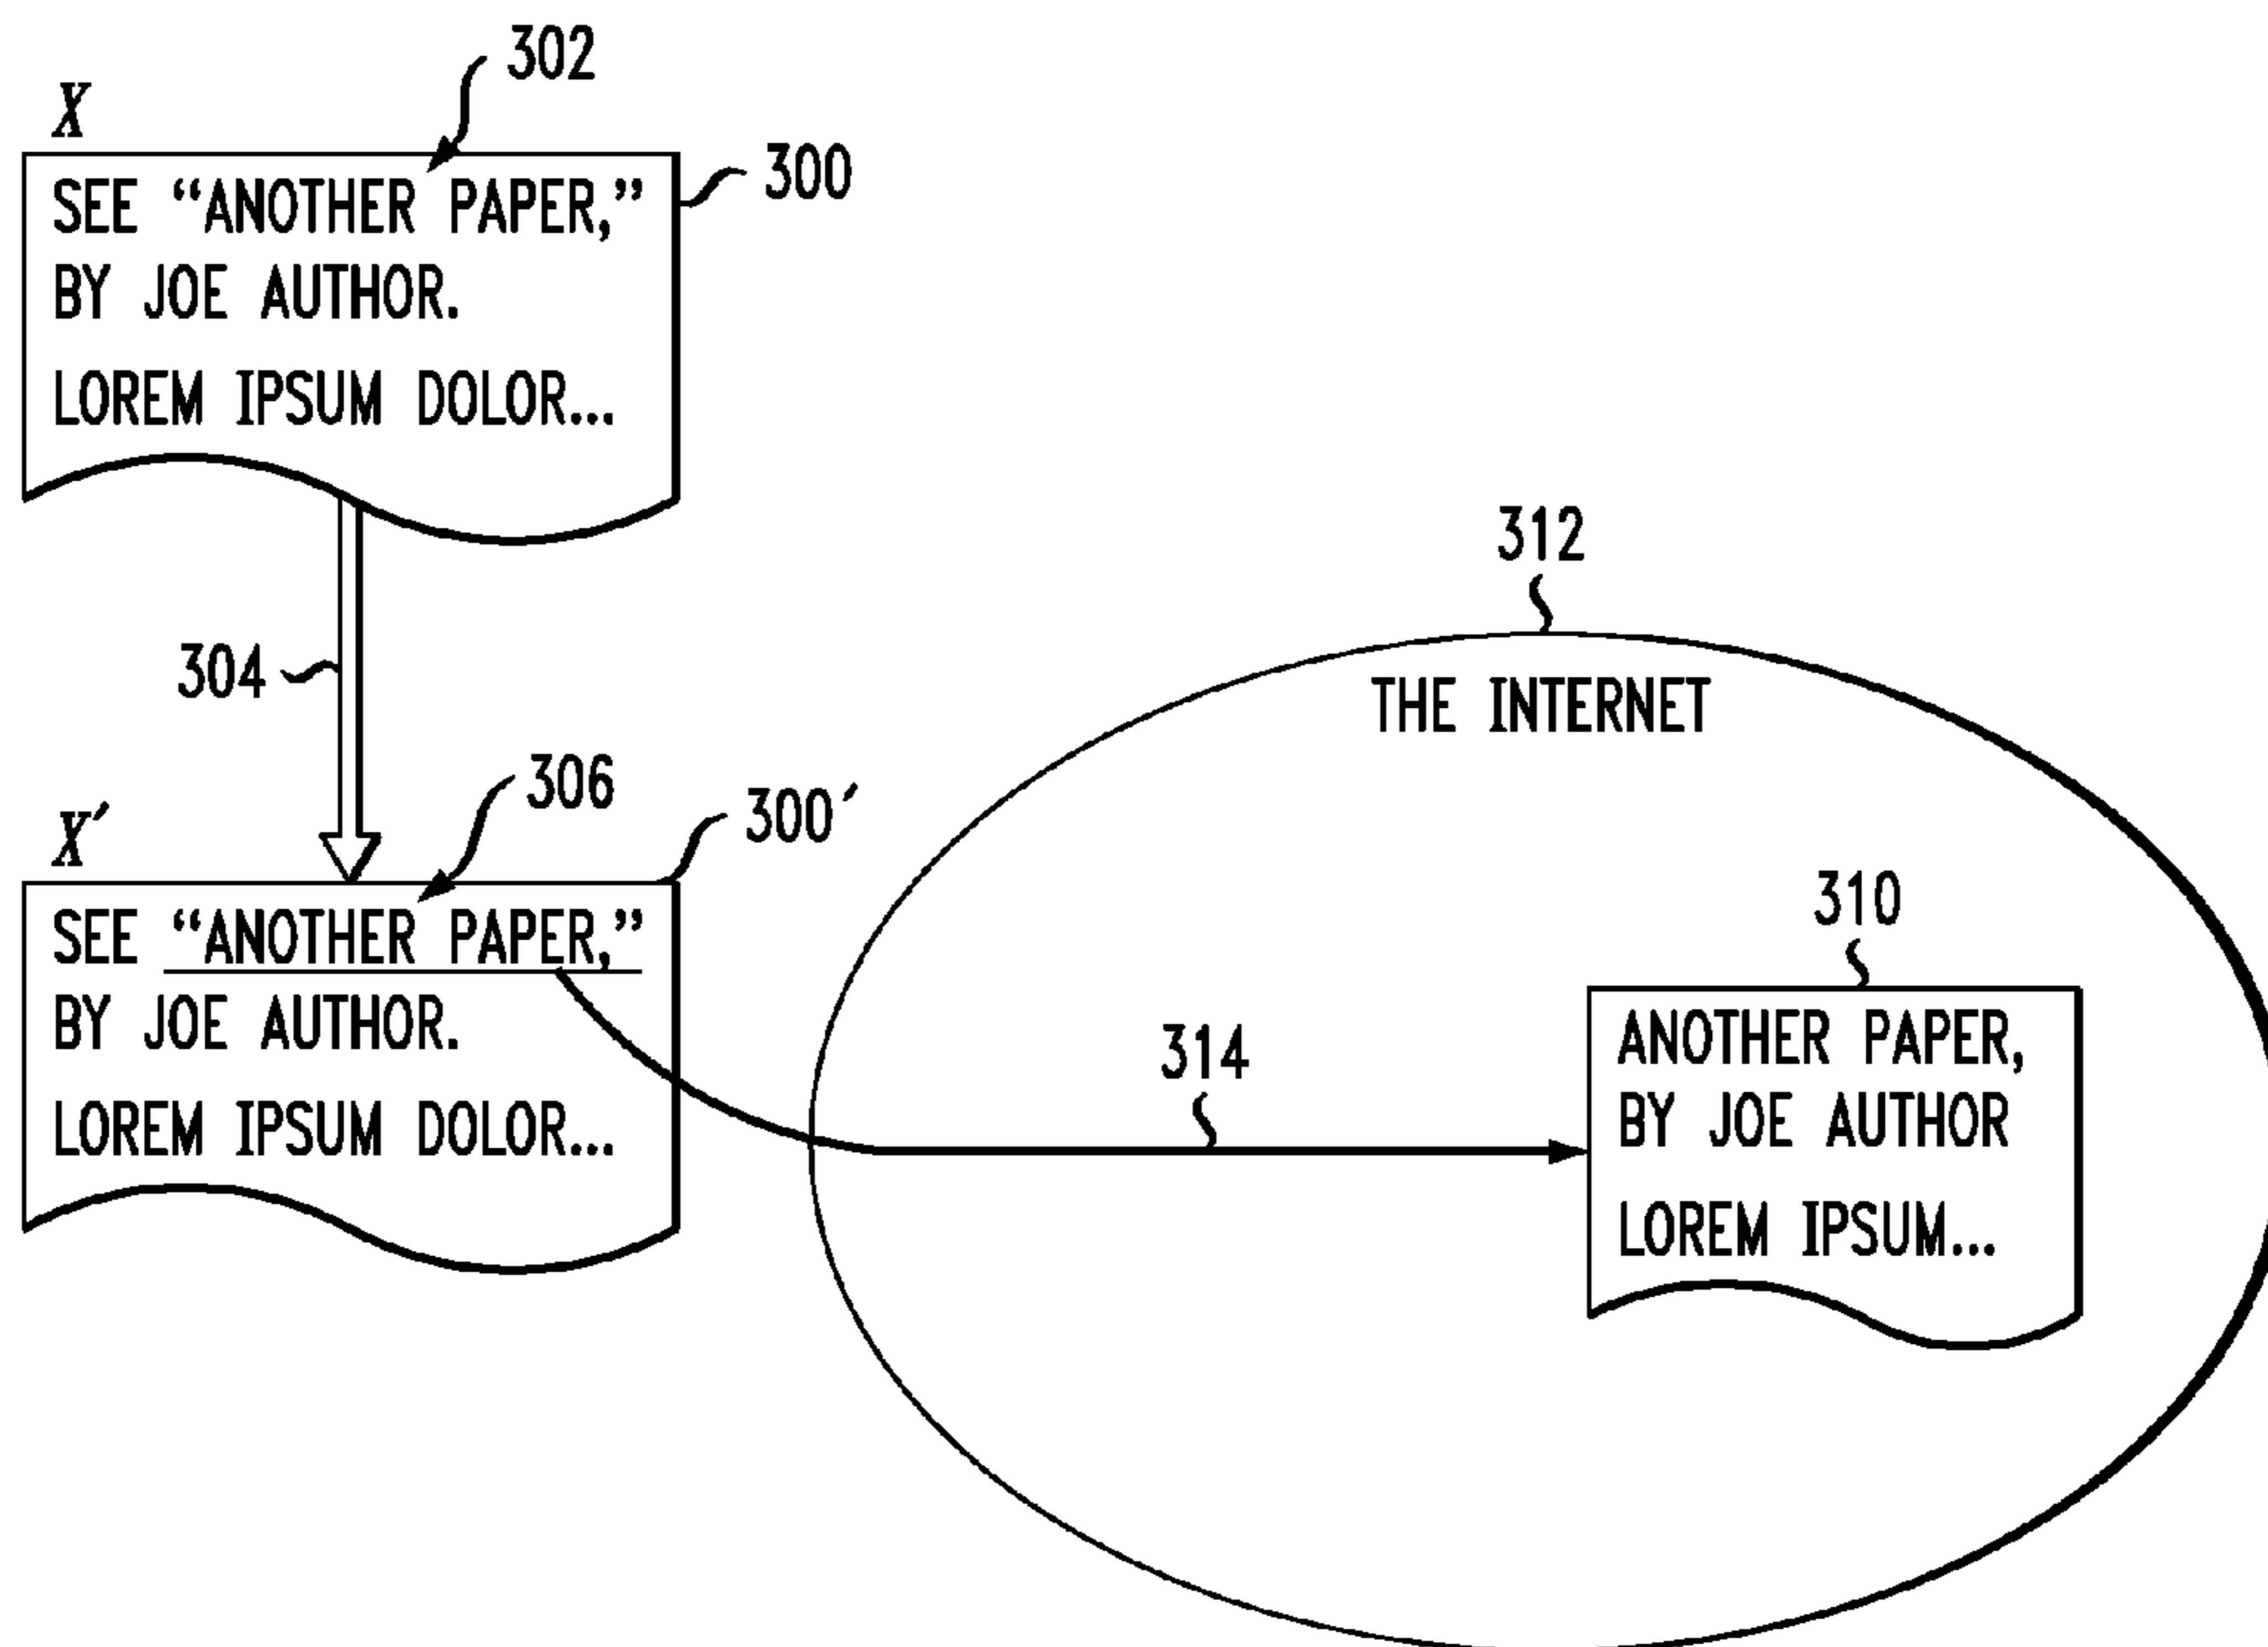 302
X
300
SEE “ANOTHER PAPER,”
BY JOE AUTHOR.
LOREM IPSUM DOLOR...
312
304
THE INTERNET
306
300′
X′
310
SEE “ANOTHER PAPER,”
BY JOE AUTHOR.
LOREM IPSUM DOLOR...
314
ANOTHER PAPER,
BY JOE AUTHOR
LOREM IPSUM...